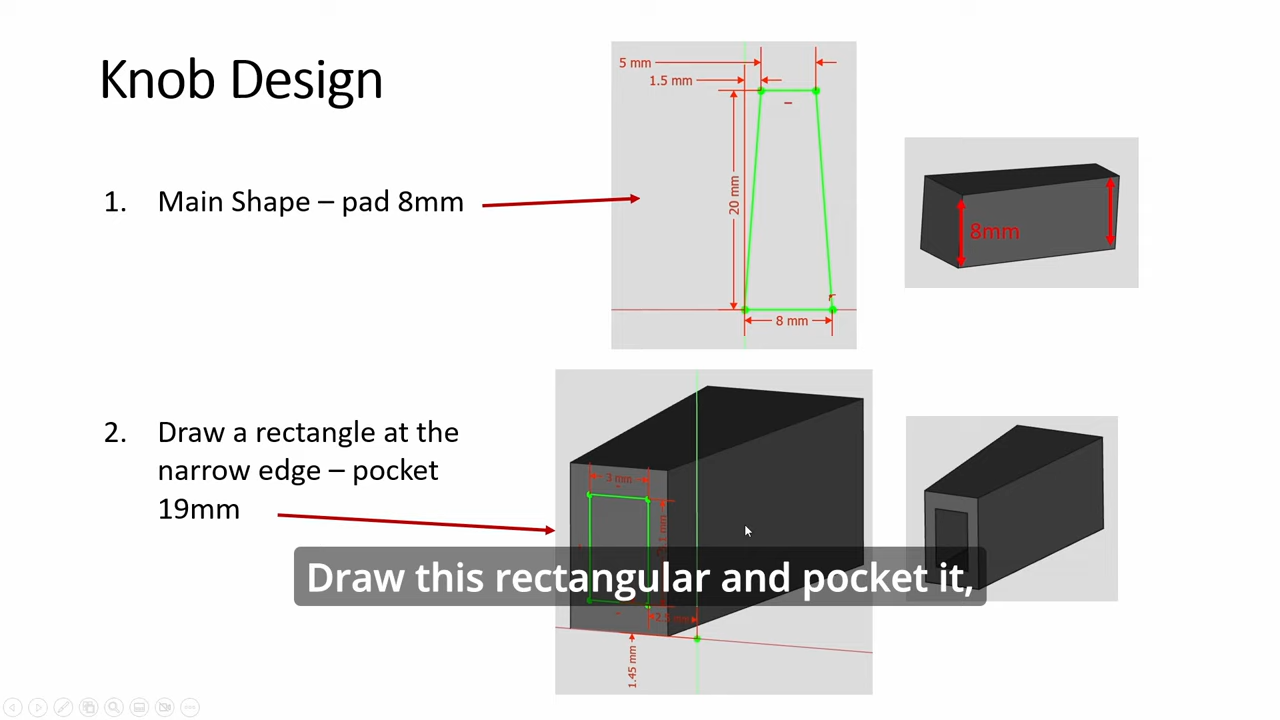 Knob Design
1. Main Shape – pad 8mm
5 mm
1.5 mm
20 mm
8 mm
8mm
2. Draw a rectangle at the
narrow edge – pocket
19mm
3 mm
1.45 mm
Draw this rectangular and pocket it,